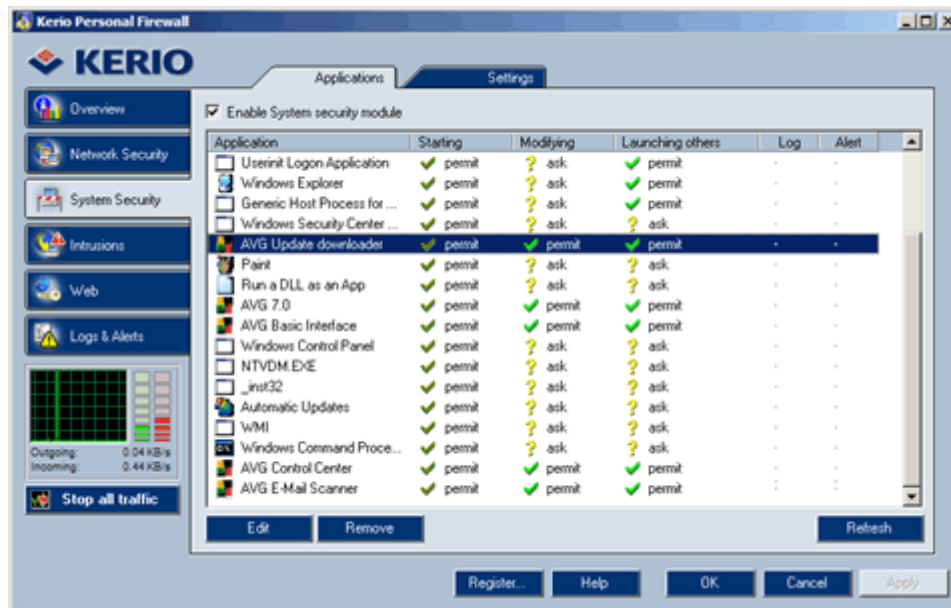 Kerio Personal Firewall
KERIO
Applications
Settings
Overview
Network Security
System Security
Intrusions
Web
Logs & Alerts
Outgoing: 0.04 KB/s
Incoming: 0.44 KB/s
Stop all traffic
Enable System security module
Application Starting Modifying Launching others Log Alert
Userinit Logon Application permit ? ask permit
Windows Explorer permit ? ask permit
Generic Host Process for ... permit ? ask permit
Windows Security Center ... permit ? ask ? ask
AVG Update downloader permit permit permit
Paint permit ? ask ? ask
Run a DLL as an App permit ? ask ? ask
AVG 7.0 permit permit permit
AVG Basic Interface permit permit permit
Windows Control Panel permit ? ask ? ask
NTVDM.EXE permit ? ask ? ask
_inst32 permit ? ask ? ask
Automatic Updates permit ? ask ? ask
WMI permit ? ask ? ask
Windows Command Proce... permit ? ask ? ask
AVG Control Center permit permit permit
AVG E-Mail Scanner permit permit permit
Edit
Remove
Refresh
Register...
Help
OK
Cancel
Apply